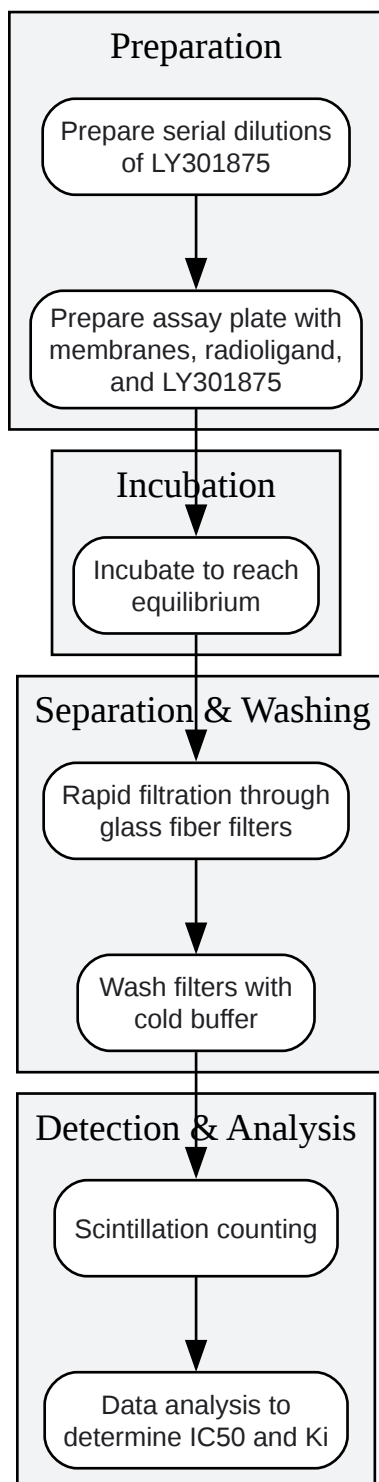 Preparation
Prepare serial dilutions
of LY301875
Prepare assay plate with
membranes, radioligand,
and LY301875
Incubation
Incubate to reach
equilibrium
Separation & Washing
Rapid filtration through
glass fiber filters
Wash filters with
cold buffer
Detection & Analysis
Scintillation counting
Data analysis to
determine IC50 and Ki